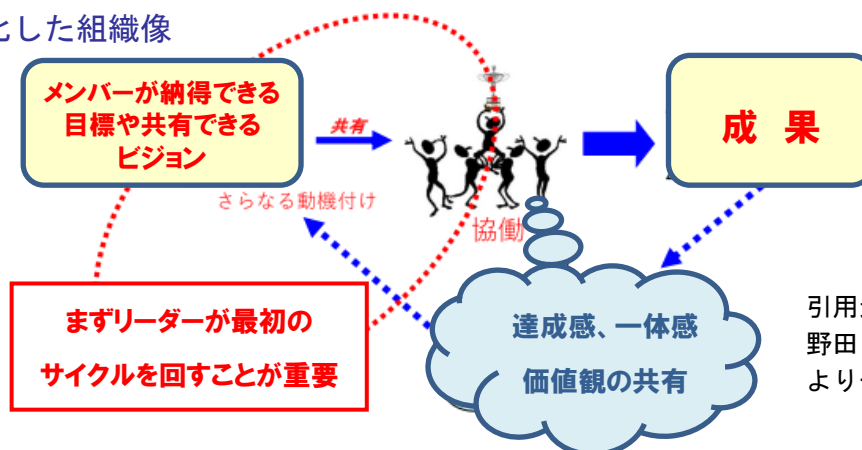 とした組織像
メンバーが納得できる
目標や共有できる
ビジョン
共有
成 果
さらなる動機付け
協働
まずリーダーが最初の
サイクルを回すことが重要
達成感、一体感
価値観の共有
引用
野田
より